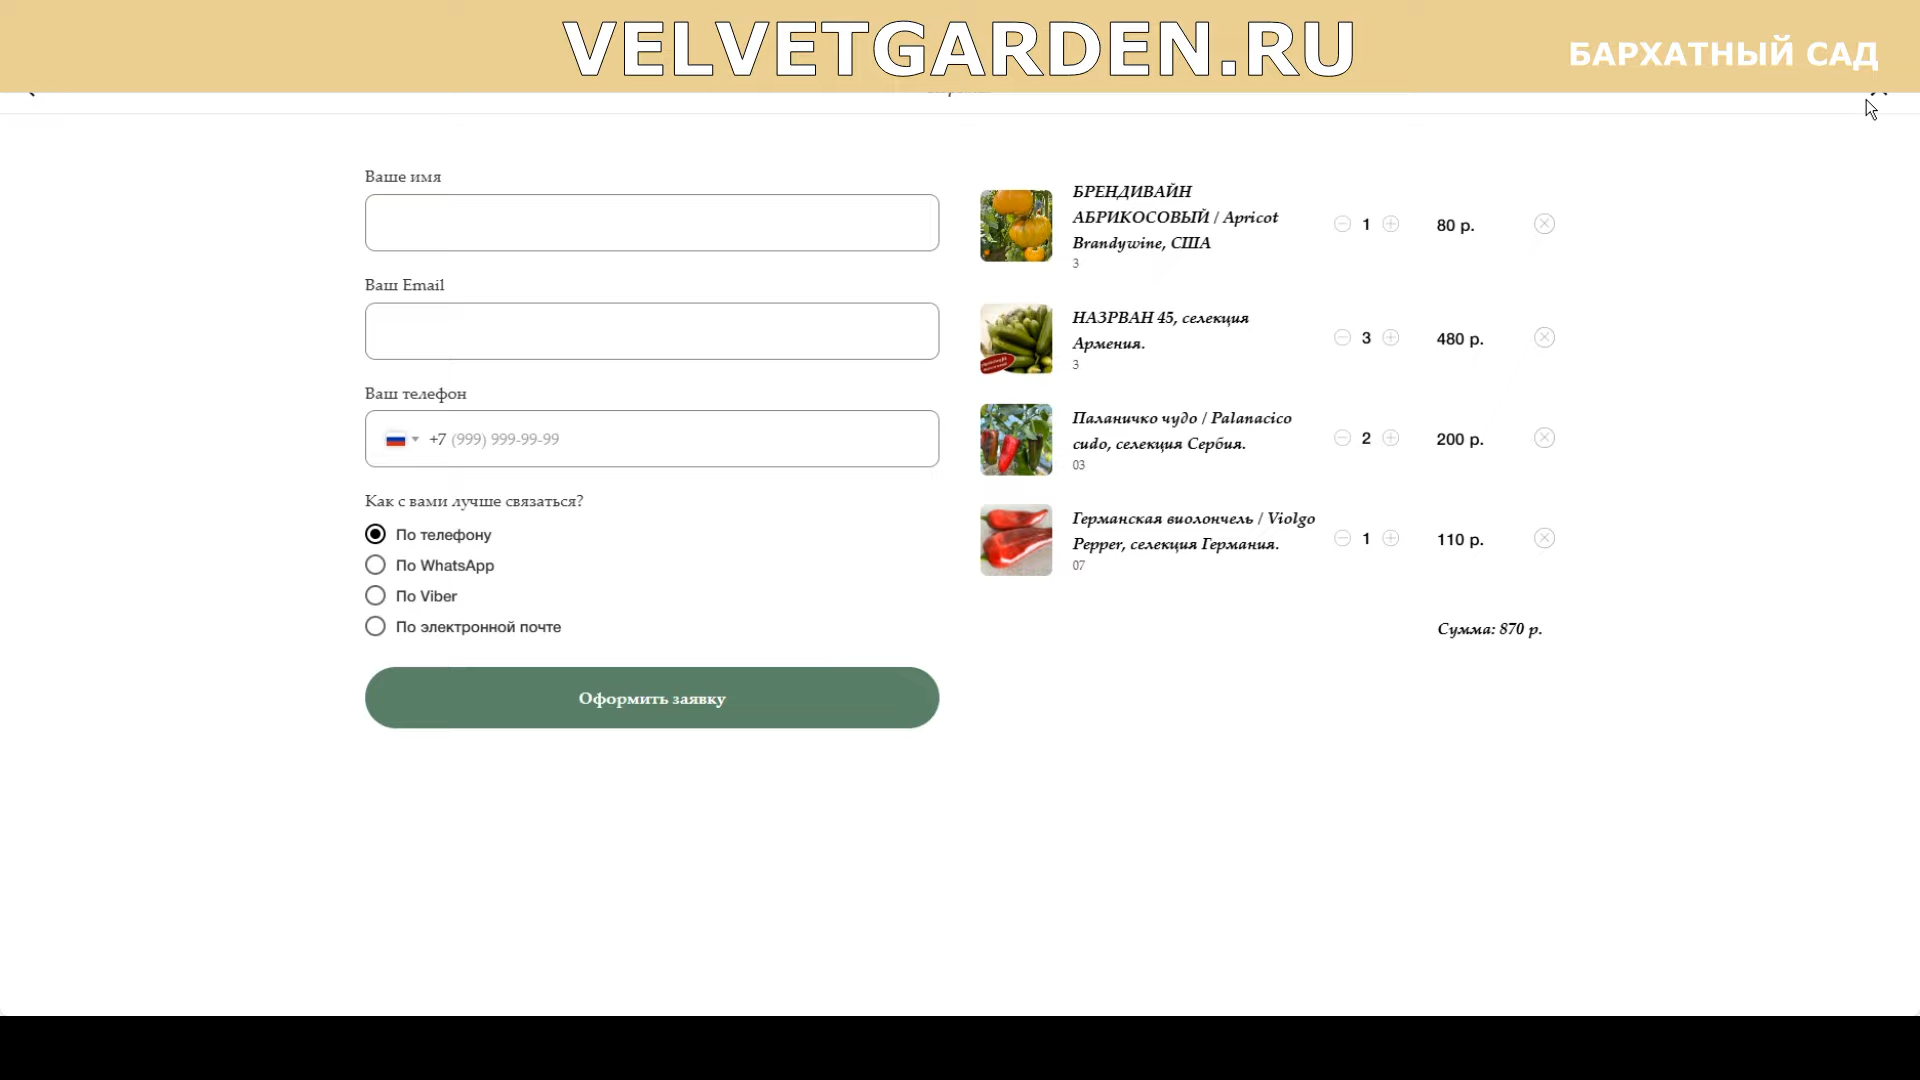 VELVETGARDEN.RU
БАРХАТНЫЙ САД
Ваше имя
Ваш Email
Ваш телефон
+7 (999) 999-99-99
Как с вами лучше связаться?
По телефону
По WhatsApp
По Viber
По электронной почте
Оформить заявку
БРЕНДИВАЙН
АБРИКОСОВЫЙ / Apricot
Brandywine, США
3
1
80 р.
НАЗРВАН 45, селекция
Армения.
3
3
480 р.
Паланичко чудо / Palanacico
cudo, селекция Сербия.
03
2
200 р.
Германская виолончель / Violgo
Pepper, селекция Германия.
07
1
110 р.
Сумма: 870 р.